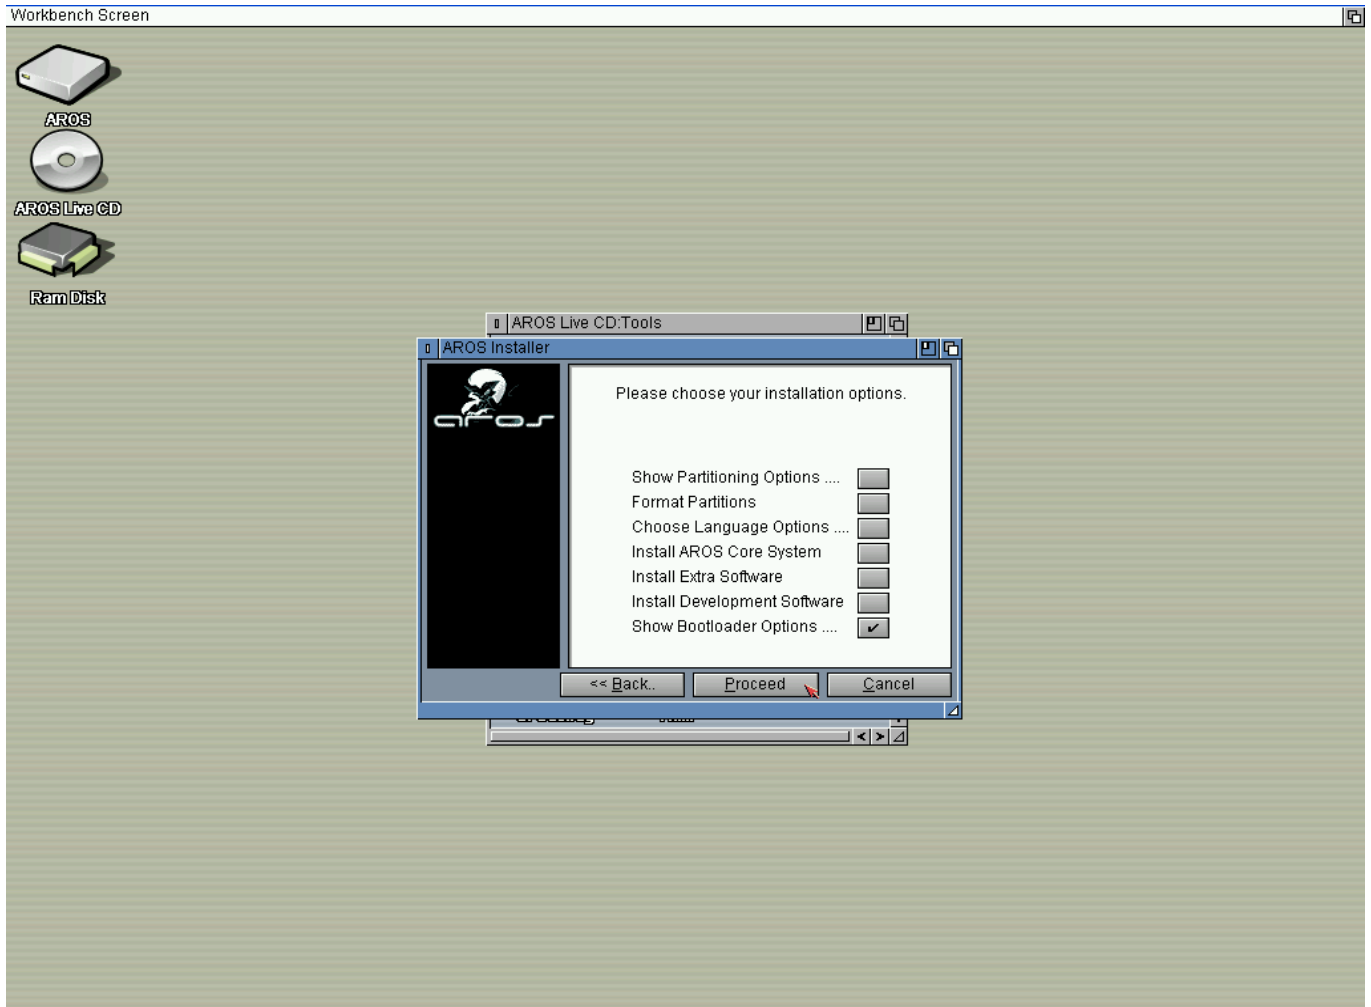 Workbench Screen
AROS
AROS Live CD
Ram Disk
AROS Live CD:Tools
AROS Installer
aros
Please choose your installation options.
Show Partitioning Options ....
Format Partitions
Choose Language Options ....
Install AROS Core System
Install Extra Software
Install Development Software
Show Bootloader Options ....
<< Back.. Proceed Cancel